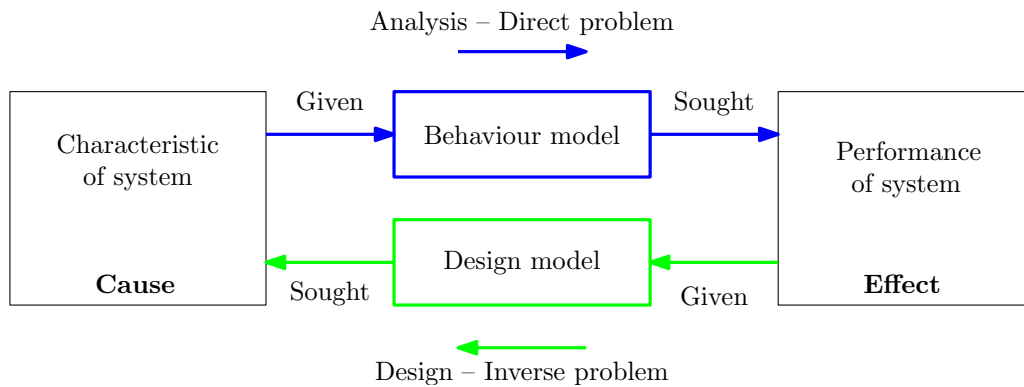 Analysis – Direct problem
Given
Sought
Characteristic
of system
Behaviour model
Performance
of system
Design model
Cause
Sought
Given
Effect
Design – Inverse problem